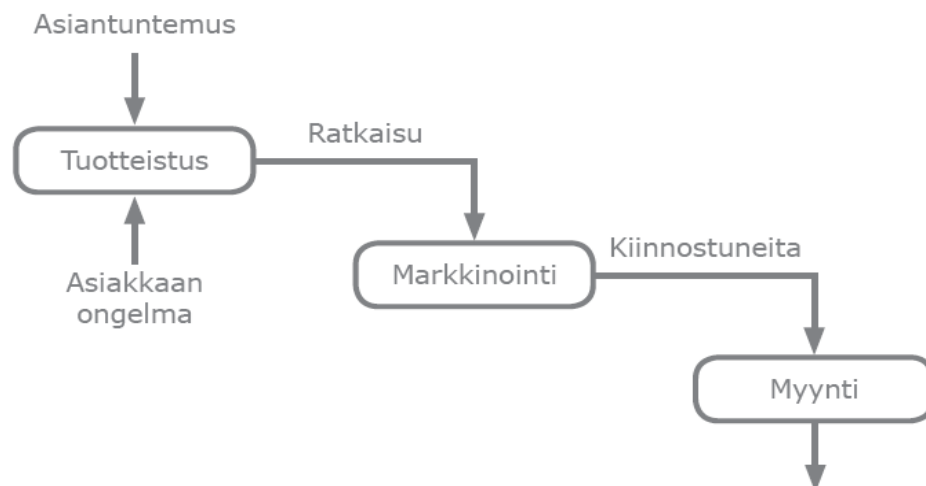 Asiantuntemus
Tuotteistus
Ratkaisu
Asiakkaan
ongelma
Markkinointi
Kiinnostuneita
Myynti